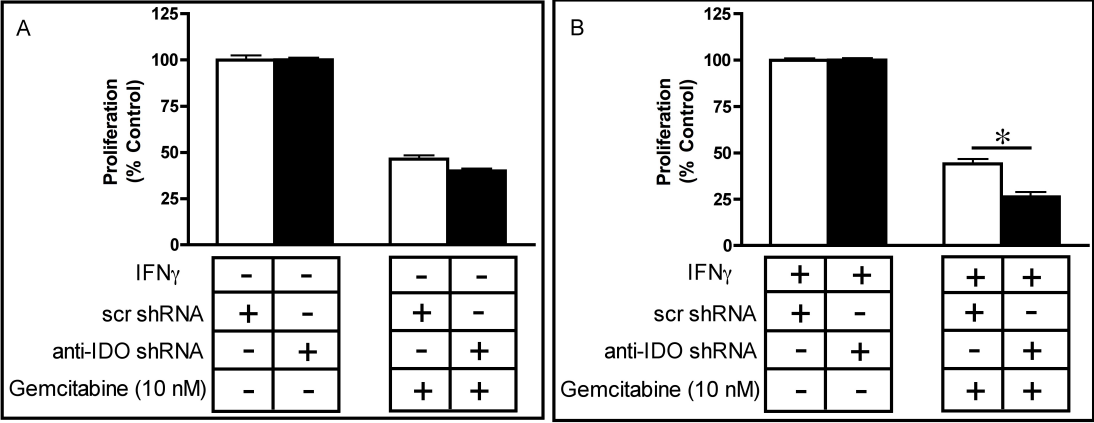 A
125
100
75
50
25
0
Proliferation
(% Control)
IFNγ - - - -
scr shRNA + - + -
anti-IDO shRNA - + - +
Gemcitabine (10 nM) - - + +
B
125
100
75
50
25
0
Proliferation
(% Control)
*
IFNγ + + + +
scr shRNA + - + -
anti-IDO shRNA - + - +
Gemcitabine (10 nM) - - + +